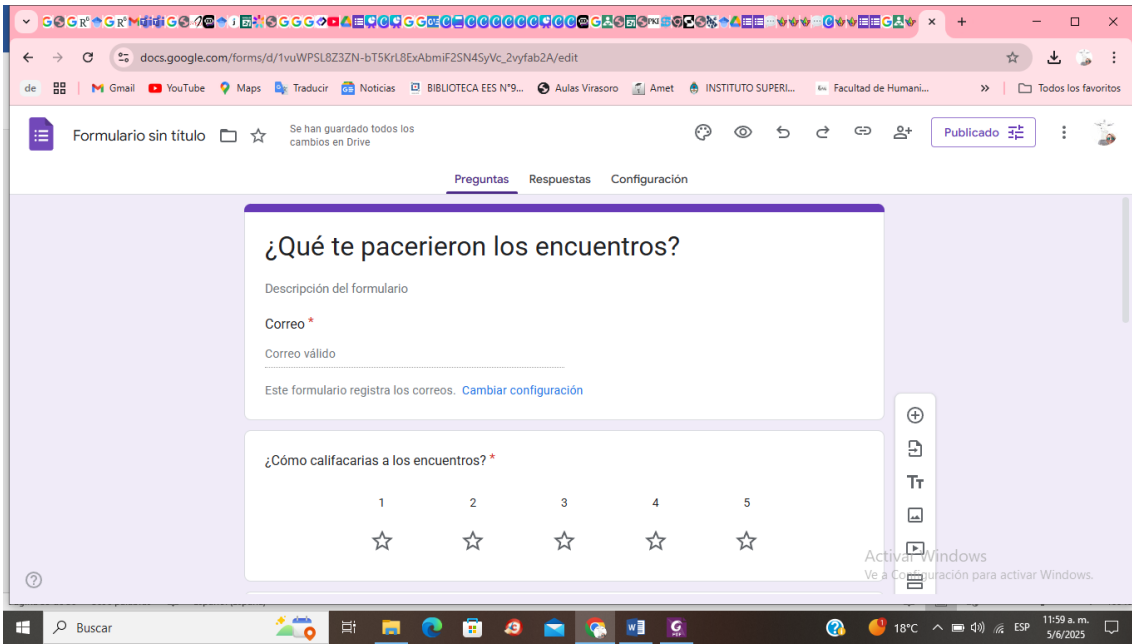 docs.google.com/forms/d/1vuWPSL8Z3ZN-bT5KrL8ExAbmiF2SN4SyVc_2vyfab2A/edit
de Gmail YouTube Maps Traducir Noticias BIBLIOTECA EES N°9... Aulas Virasoro Amet INSTITUTO SUPERI... Facultad de Humani... » Todos los favoritos
Formulario sin título
Se han guardado todos los
cambios en Drive
Publicado
Preguntas Respuestas Configuración
¿Qué te pacerieron los encuentros?
Descripción del formulario
Correo *
Correo válido
Este formulario registra los correos. Cambiar configuración
¿Cómo califacarias a los encuentros? *
1 2 3 4 5
Tт
Activar Windows
Ve a Configuración para activar Windows.
Buscar
18°C ESP 11:59 a. m.
5/6/2025